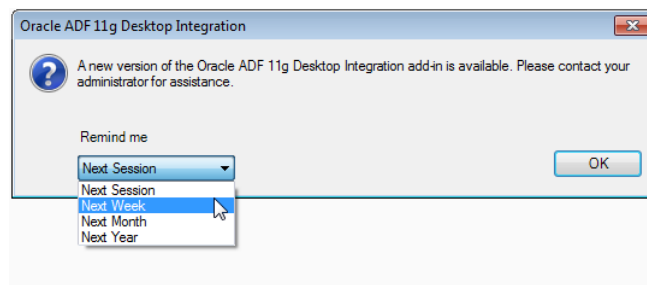 Oracle ADF 11g Desktop Integration
A new version of the Oracle ADF 11g Desktop Integration add-in is available. Please contact your
administrator for assistance.
Remind me
Next Session
OK
Next Session
Next Week
Next Month
Next Year